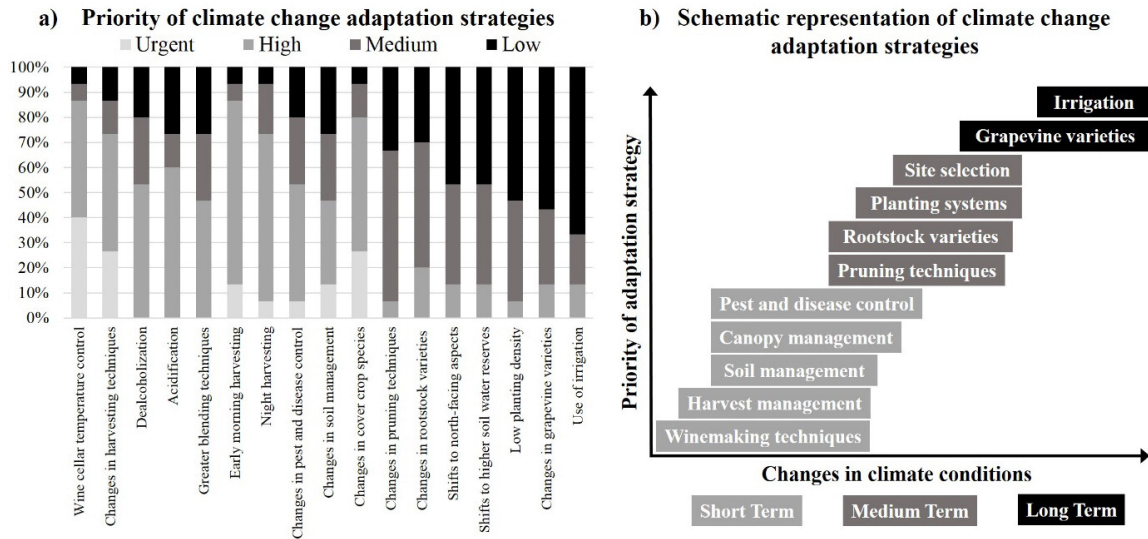 a) Priority of climate change adaptation strategies
Urgent High Medium Low
100%
90%
80%
70%
60%
50%
40%
30%
20%
10%
0%
Wine cellar temperature control
Changes in harvesting techniques
Dealcoholization
Acidification
Greater blending techniques
Early morning harvesting
Night harvesting
Changes in pest and disease control
Changes in soil management
Changes in cover crop species
Changes in pruning techniques
Changes in rootstock varieties
Shifts to north-facing aspects
Shifts to higher soil water reserves
Low planting density
Changes in grapevine varieties
Use of irrigation
b) Schematic representation of climate change
adaptation strategies
Priority of adaptation strategy
Irrigation
Grapevine varieties
Site selection
Planting systems
Rootstock varieties
Pruning techniques
Pest and disease control
Canopy management
Soil management
Harvest management
Winemaking techniques
Changes in climate conditions
Short Term Medium Term Long Term